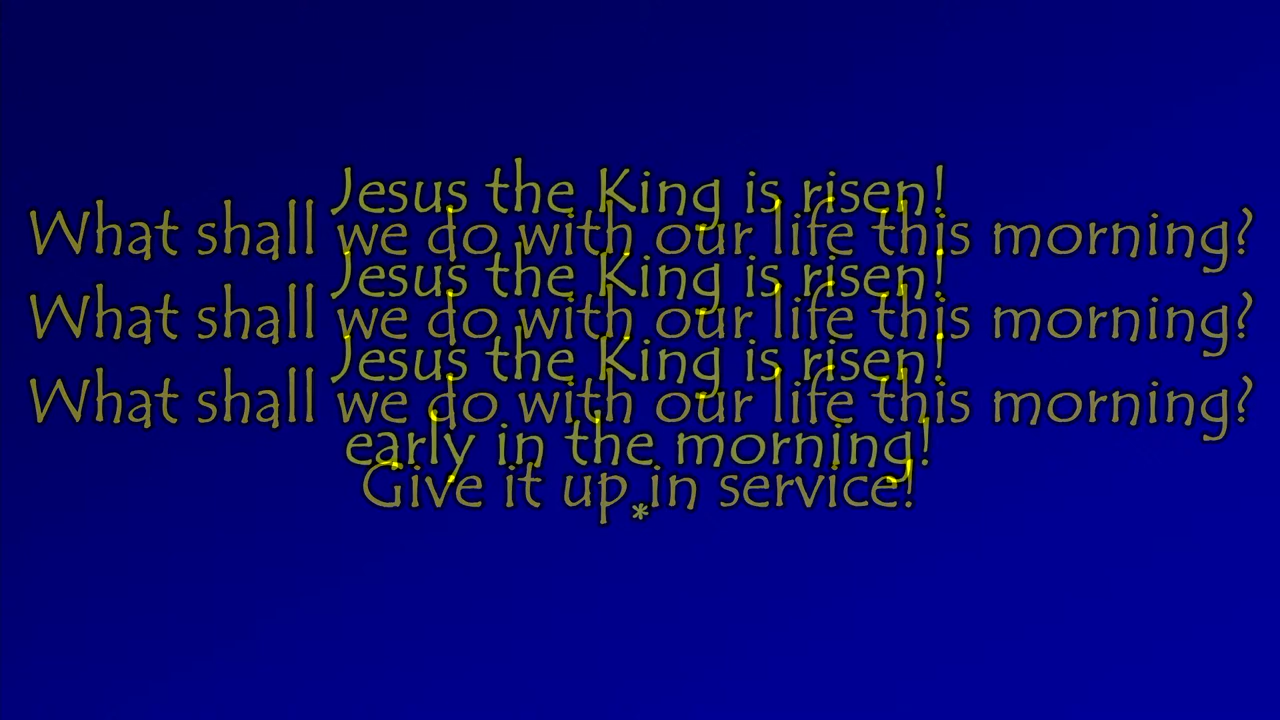 Jesus the King is risen!
What shall we do with our life this morning?
Jesus the King is risen!
What shall we do with our life this morning?
Jesus the King is risen!
What shall we do with our life this morning?
early in the morning!
Give it up in service!
*